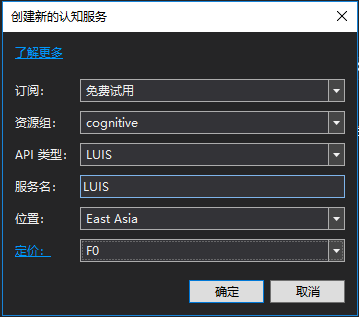 创建新的认知服务
了解更多
订阅: 免费试用
资源组: cognitive
API 类型: LUIS
服务名: LUIS
位置: East Asia
定价: F0
确定 取消